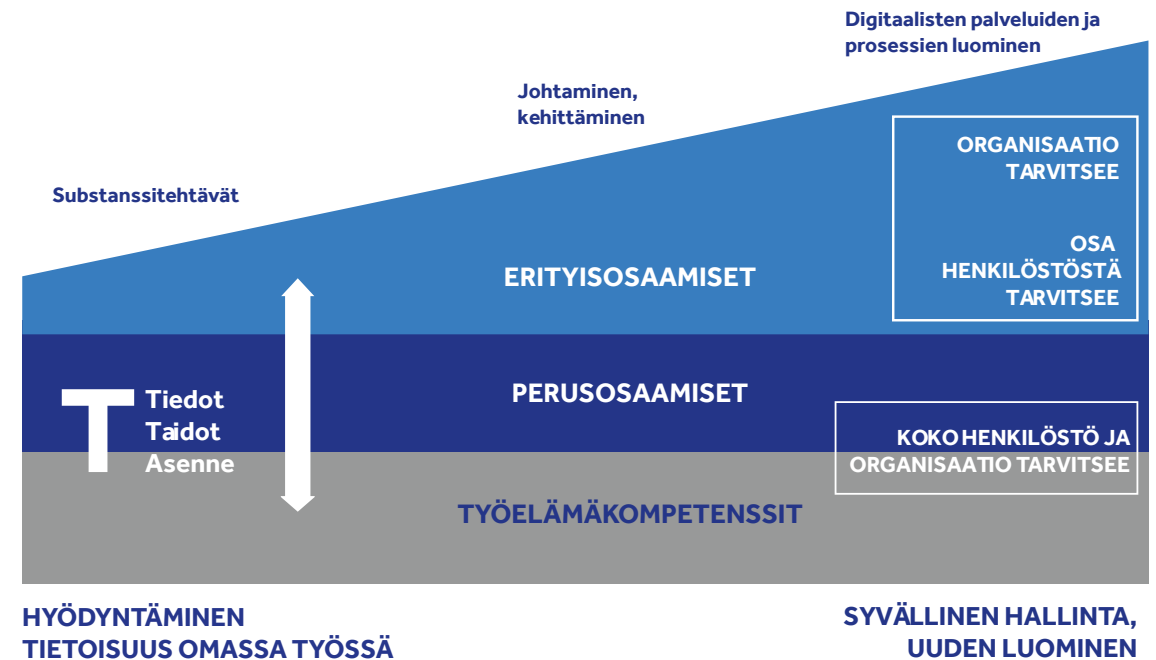 Digitaalisten palveluiden ja
prosessien luominen
Johtaminen,
kehittäminen
Substanssitehtävät
ORGANISAATIO
TARVITSEE
OSA
HENKILÖSTÖSTÄ
TARVITSEE
ERITYISOSAAMISET
PERUSOSAAMISET
T
Tiedot
Taidot
Asenne
KOKO HENKILÖSTÖ JA
ORGANISAATIO TARVITSEE
TYÖELÄMÄKOMPETENSSIT
HYÖDYNTÄMINEN
TIETOISUUS OMASSA TYÖSSÄ
SYVÄLLINEN HALLINTA,
UUDEN LUOMINEN